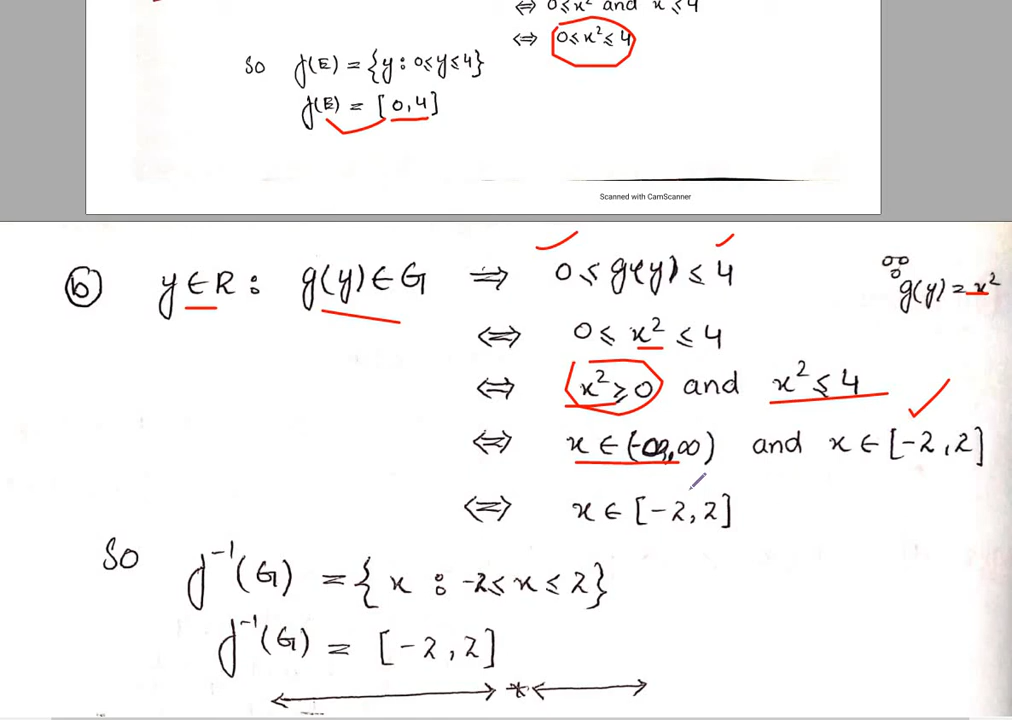 ⇔ 0≤x² and x≤4
⇔ 0≤x²≤4
So f(E) = {y : 0≤y≤4}
f(E) = [0,4]
Scanned with CamScanner
(b) y∈R : g(y)∈G ⇒ 0≤g(y)≤4 ∵ g(y)=x²
⇔ 0≤x²≤4
⇔ x²≥0 and x²≤4
⇔ x∈(-∞,∞) and x∈[-2,2]
⇔ x∈[-2,2]
So f⁻¹(G) = {x : -2≤x≤2}
f⁻¹(G) = [-2,2]